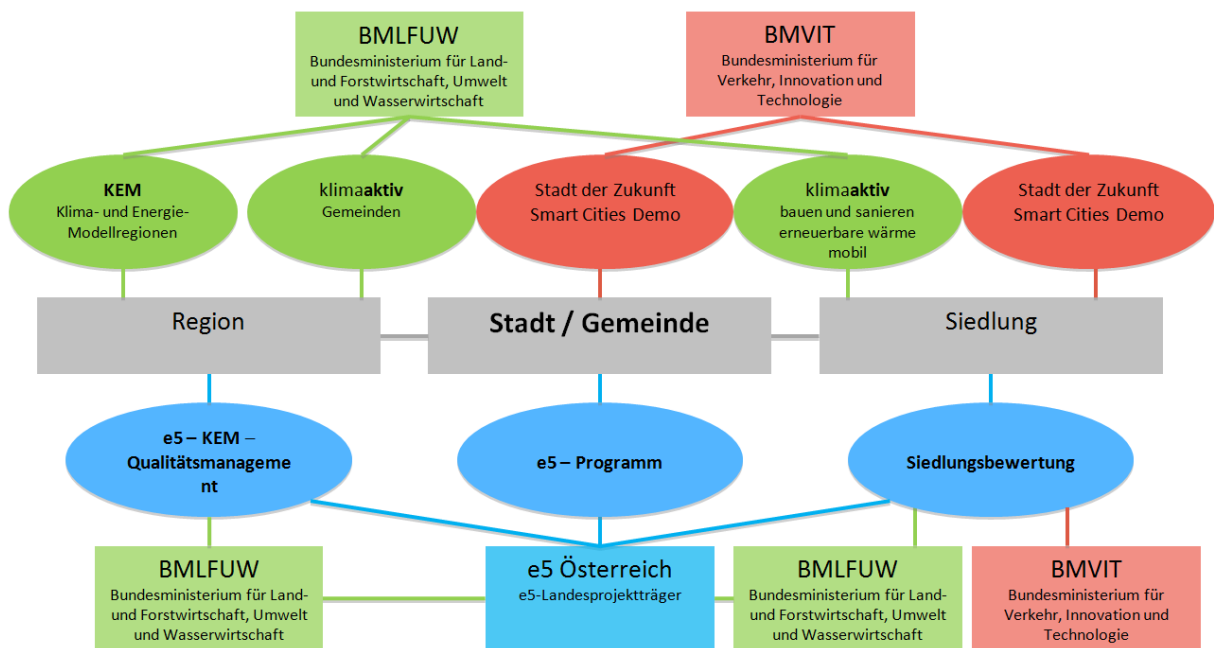 BMLFUW
Bundesministerium für Land-
und Forstwirtschaft, Umwelt
und Wasserwirtschaft
BMVIT
Bundesministerium für
Verkehr, Innovation und
Technologie
KEM
Klima- und Energie-
Modellregionen
klimaaktiv
Gemeinden
Stadt der Zukunft
Smart Cities Demo
klimaaktiv
bauen und sanieren
erneuerbare wärme
mobil
Stadt der Zukunft
Smart Cities Demo
Region
Stadt / Gemeinde
Siedlung
e5 – KEM –
Qualitätsmanageme
nt
e5 – Programm
Siedlungsbewertung
BMLFUW
Bundesministerium für Land-
und Forstwirtschaft, Umwelt
und Wasserwirtschaft
e5 Österreich
e5-Landesprojektträger
BMLFUW
Bundesministerium für Land-
und Forstwirtschaft, Umwelt
und Wasserwirtschaft
BMVIT
Bundesministerium für
Verkehr, Innovation und
Technologie